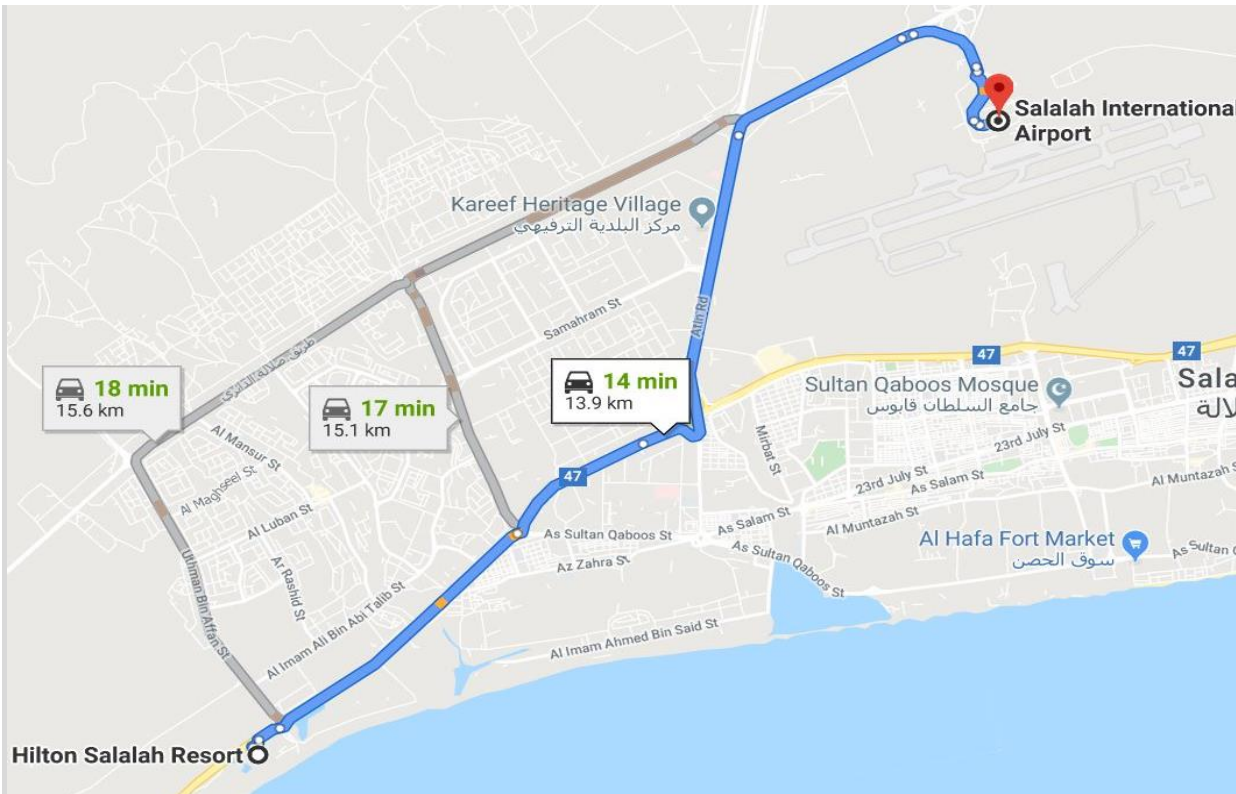 Salalah International
Airport
Kareef Heritage Village
مركز البلدية الترفيهي
Samahram St
Atin Rd
18 min
15.6 km
17 min
15.1 km
14 min
13.9 km
47
47
47
Sultan Qaboos Mosque
جامع السلطان قابوس
Sala
لالة
Al Mansur St
Al Maghseel St
Al Luban St
Ar Rashid St
Uthman Bin Affan St
Al Imam Ali Bin Abi Talib St
Mirbat St
23rd July St
23rd July St
As Salam St
As Salam St
Al Muntazah St
Al Muntazah S
As Sultan Qaboos St
As Sultan Qaboos St
Az Zahra St
Al Hafa Fort Market
سوق الحصن
As Sultan Q
Al Imam Ahmed Bin Said St
Hilton Salalah Resort